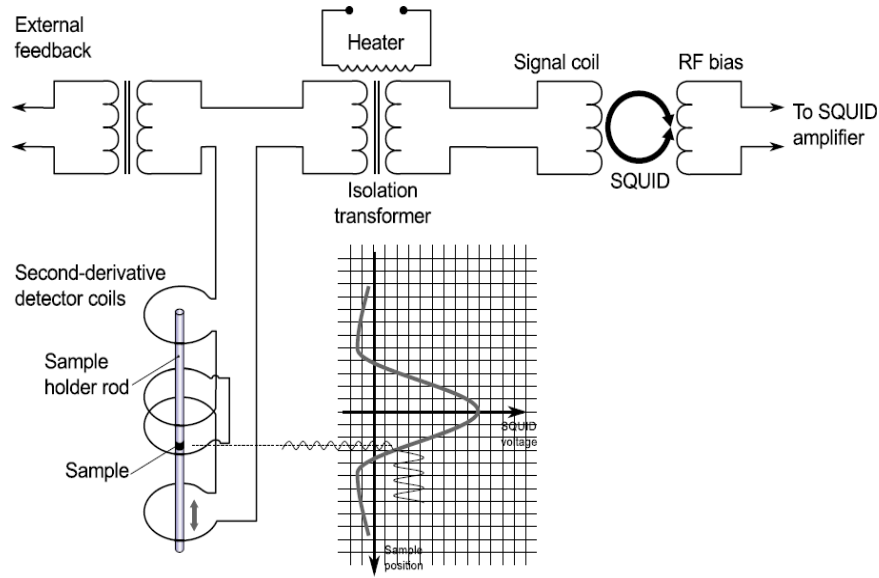 External
feedback
Heater
Signal coil
RF bias
To SQUID
amplifier
SQUID
Isolation
transformer
Second-derivative
detector coils
Sample
holder rod
Sample
SQUID
voltage
Sample
position